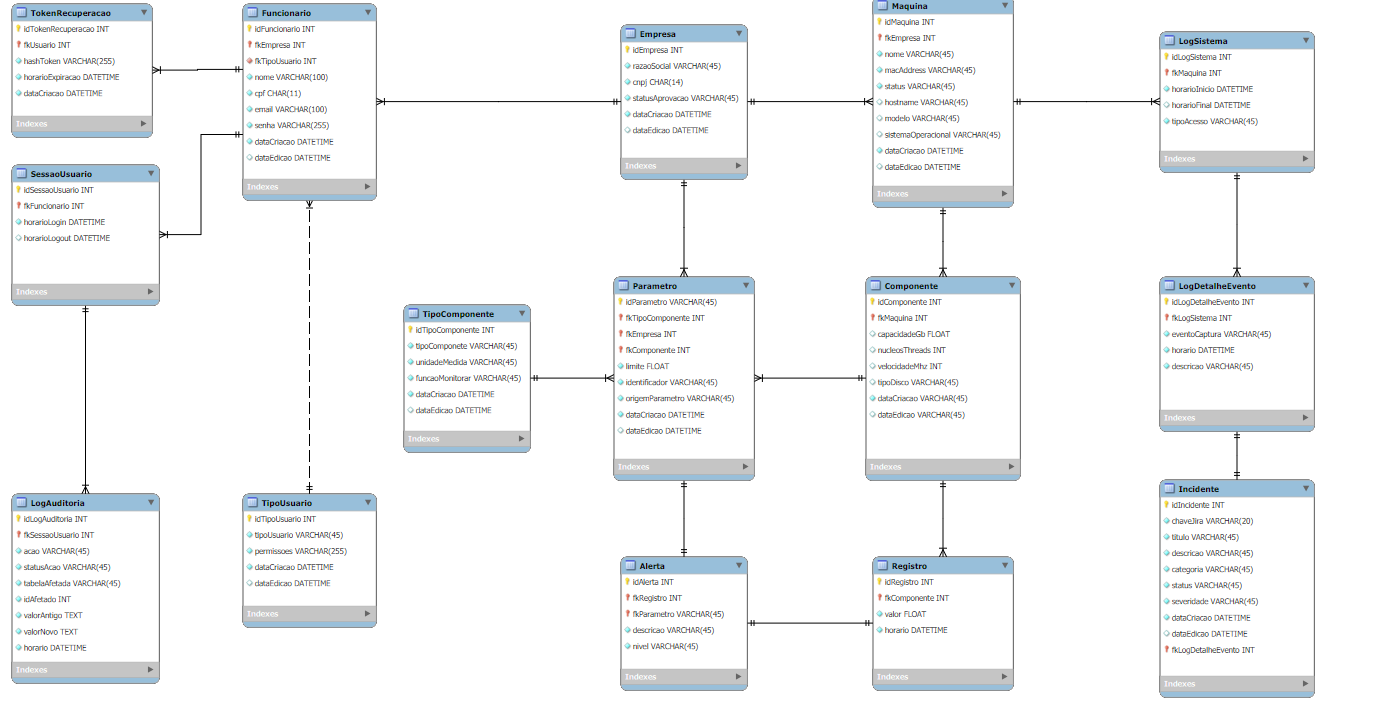 TokenRecuperacao
idTokenRecuperacao INT
fkUsuario INT
hashToken VARCHAR(255)
horarioExpiracao DATETIME
dataCriacao DATETIME
Indexes
Funcionario
idFuncionario INT
fkEmpresa INT
fkTipoUsuario INT
nome VARCHAR(100)
cpf CHAR(11)
email VARCHAR(100)
senha VARCHAR(255)
dataCriacao DATETIME
dataEdicao DATETIME
Indexes
Empresa
idEmpresa INT
razaoSocial VARCHAR(45)
cnpj CHAR(14)
statusAprovacao VARCHAR(45)
dataCriacao DATETIME
dataEdicao DATETIME
Indexes
Maquina
idMaquina INT
fkEmpresa INT
nome VARCHAR(45)
macAddress VARCHAR(45)
status VARCHAR(45)
hostname VARCHAR(45)
modelo VARCHAR(45)
sistemaOperacional VARCHAR(45)
dataCriacao DATETIME
dataEdicao DATETIME
Indexes
LogSistema
idLogSistema INT
fkMaquina INT
horarioInicio DATETIME
horarioFinal DATETIME
tipoAcesso VARCHAR(45)
Indexes
SessaoUsuario
idSessaoUsuario INT
fkFuncionario INT
horarioLogin DATETIME
horarioLogout DATETIME
Indexes
TipoComponente
idTipoComponente INT
tipoComponete VARCHAR(45)
unidadeMedida VARCHAR(45)
funcaoMonitorar VARCHAR(45)
dataCriacao DATETIME
dataEdicao DATETIME
Indexes
Parametro
idParametro VARCHAR(45)
fkTipoComponente INT
fkEmpresa INT
fkComponente INT
limite FLOAT
identificador VARCHAR(45)
origemParametro VARCHAR(45)
dataCriacao DATETIME
dataEdicao DATETIME
Indexes
Componente
idComponente INT
fkMaquina INT
capacidadeGb FLOAT
nucleosThreads INT
velocidadeMhz INT
tipoDisco VARCHAR(45)
dataCriacao VARCHAR(45)
dataEdicao VARCHAR(45)
Indexes
LogDetalheEvento
idLogDetalheEvento INT
fkLogSistema INT
eventoCaptura VARCHAR(45)
horario DATETIME
descricao VARCHAR(45)
Indexes
LogAuditoria
idLogAuditoria INT
fkSessaoUsuario INT
acao VARCHAR(45)
statusAcao VARCHAR(45)
tabelaAfetada VARCHAR(45)
idAfetado INT
valorAntigo TEXT
valorNovo TEXT
horario DATETIME
Indexes
TipoUsuario
idTipoUsuario INT
tipoUsuario VARCHAR(45)
permissoes VARCHAR(255)
dataCriacao DATETIME
dataEdicao DATETIME
Indexes
Alerta
idAlerta INT
fkRegistro INT
fkParametro VARCHAR(45)
descricao VARCHAR(45)
nivel VARCHAR(45)
Indexes
Registro
idRegistro INT
fkComponente INT
valor FLOAT
horario DATETIME
Indexes
Incidente
idIncidente INT
chaveJira VARCHAR(20)
titulo VARCHAR(45)
descricao VARCHAR(45)
categoria VARCHAR(45)
status VARCHAR(45)
severidade VARCHAR(45)
dataCriacao DATETIME
dataEdicao DATETIME
fkLogDetalheEvento INT
Indexes